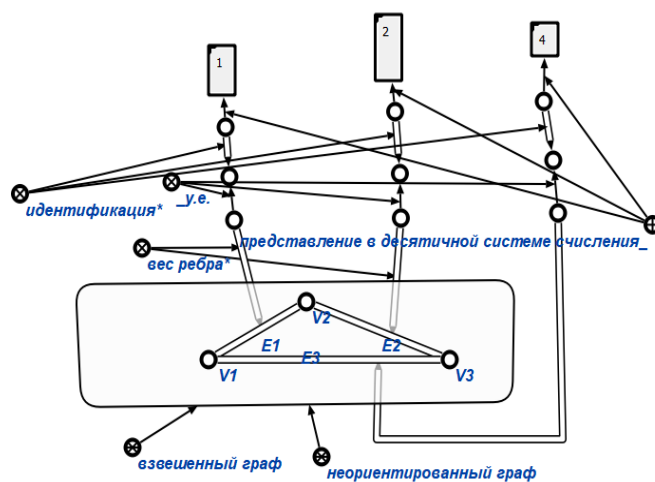 1
2
4
идентификация*
_у.е.
представление в десятичной системе счисления_
вес ребра*
V2
E1
E2
E3
V1
V3
взвешенный граф
неориентированный граф